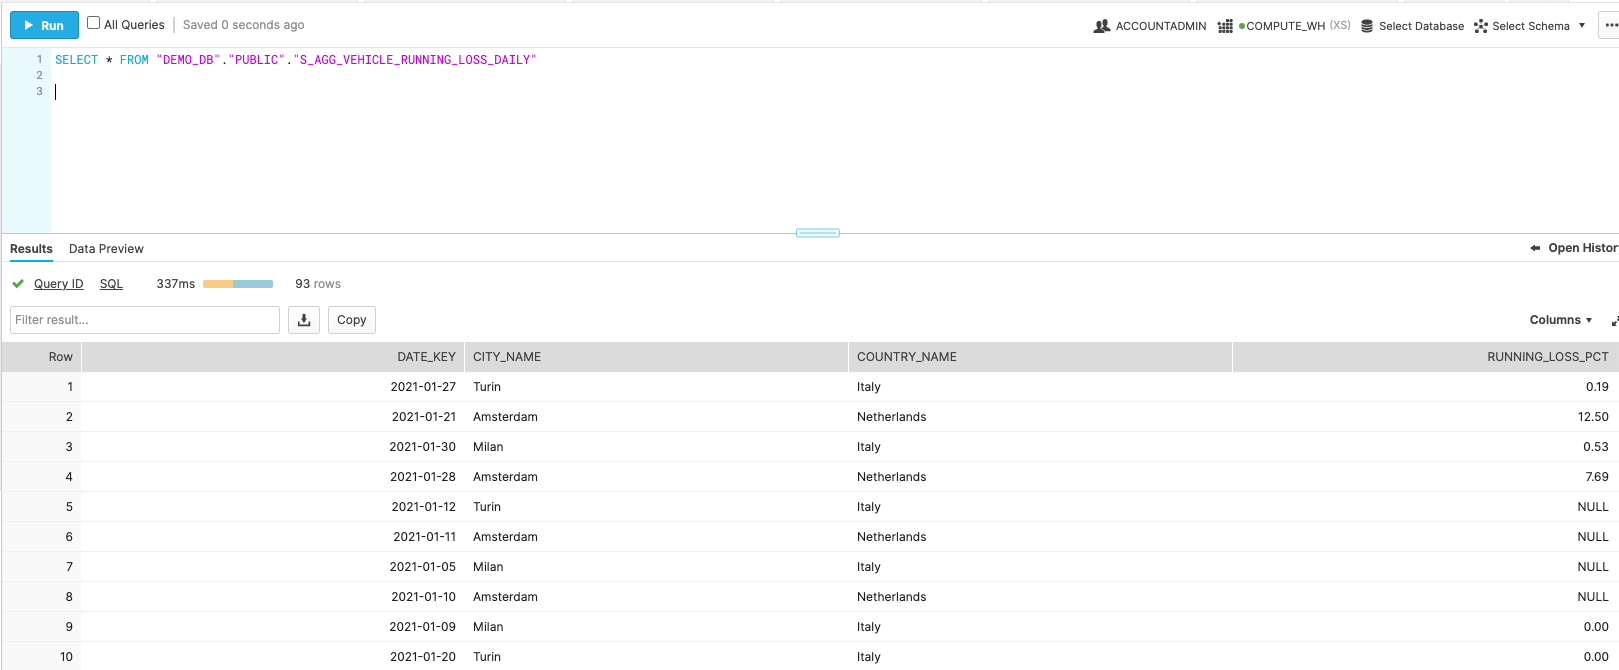 Run All Queries Saved 0 seconds ago ACCOUNTADMIN COMPUTE_WH (XS) Select Database Select Schema
1 SELECT * FROM "DEMO_DB"."PUBLIC"."S_AGG_VEHICLE_RUNNING_LOSS_DAILY"
2
3
Results Data Preview Open Histor
Query ID SQL 337ms 93 rows
Filter result... Copy Columns
Row DATE_KEY CITY_NAME COUNTRY_NAME RUNNING_LOSS_PCT
1 2021-01-27 Turin Italy 0.19
2 2021-01-21 Amsterdam Netherlands 12.50
3 2021-01-30 Milan Italy 0.53
4 2021-01-28 Amsterdam Netherlands 7.69
5 2021-01-12 Turin Italy NULL
6 2021-01-11 Amsterdam Netherlands NULL
7 2021-01-05 Milan Italy NULL
8 2021-01-10 Amsterdam Netherlands NULL
9 2021-01-09 Milan Italy 0.00
10 2021-01-20 Turin Italy 0.00